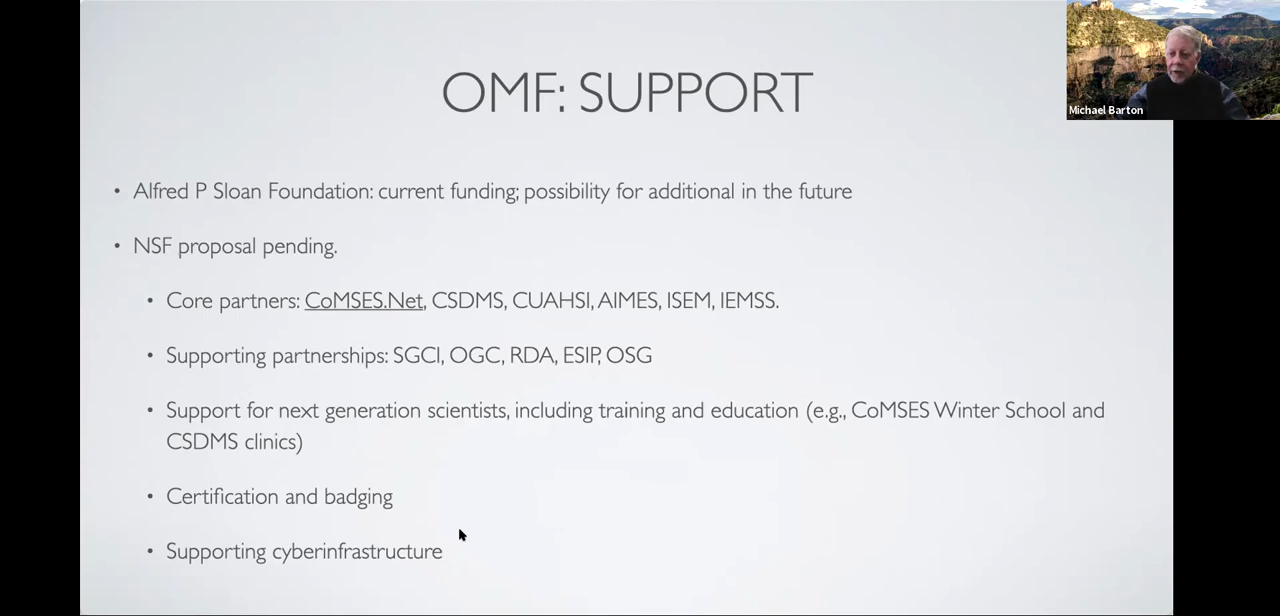 OMF: SUPPORT
Michael Barton
• Alfred P Sloan Foundation: current funding; possibility for additional in the future
• NSF proposal pending.
• Core partners: CoMSES.Net, CSDMS, CUAHSI, AIMES, ISEM, IEMSS.
• Supporting partnerships: SGCI, OGC, RDA, ESIP, OSG
• Support for next generation scientists, including training and education (e.g., CoMSES Winter School and
CSDMS clinics)
• Certification and badging
• Supporting cyberinfrastructure